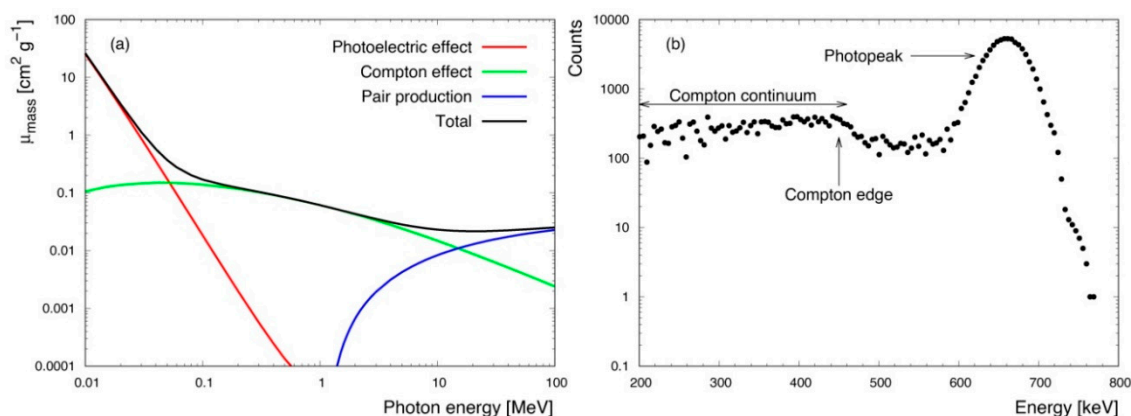 (a)
Photoelectric effect
Compton effect
Pair production
Total
μmass [cm2 g-1]
100
10
1
0.1
0.01
0.001
0.0001
0.01
0.1
1
10
100
Photon energy [MeV]
(b)
Photopeak
Compton continuum
Compton edge
Counts
10000
1000
100
10
1
0.1
200
300
400
500
600
700
800
Energy [keV]